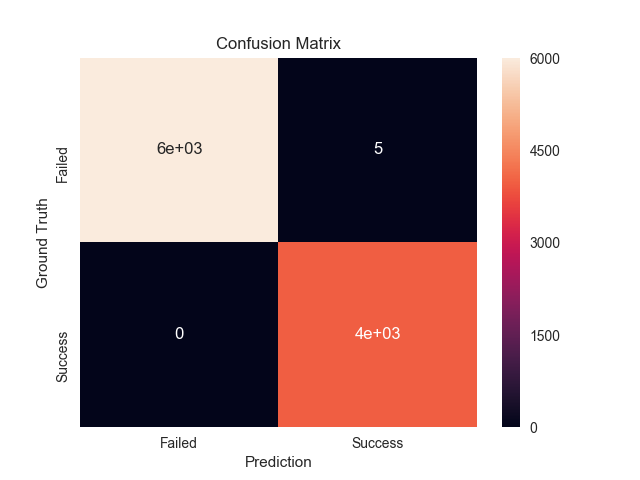 Confusion Matrix
6000
4500
3000
1500
0
Ground Truth
Failed
Success
6e+03
5
0
4e+03
Failed
Success
Prediction